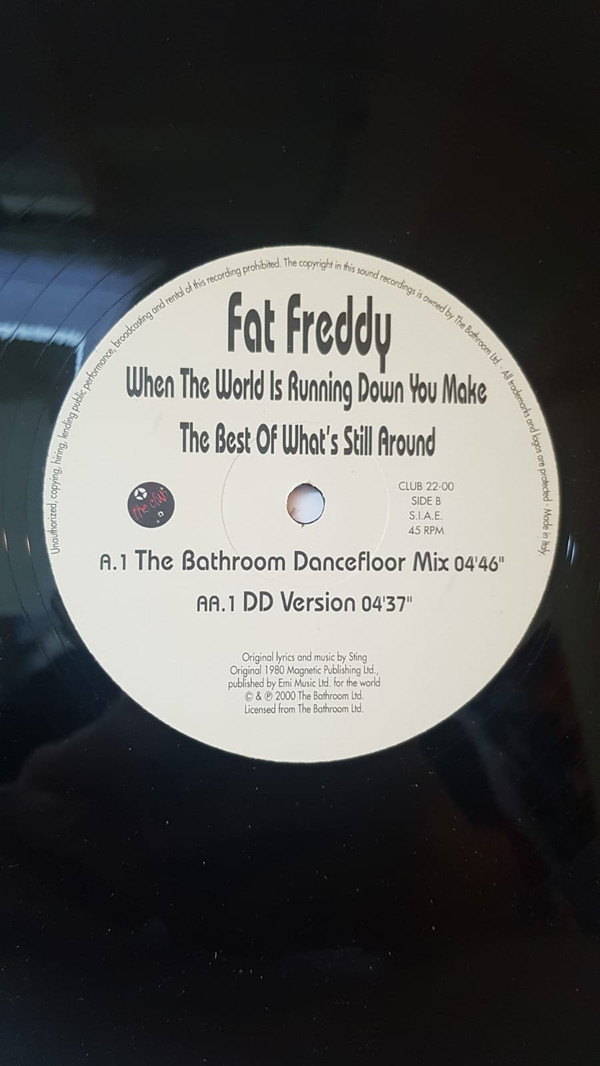 Unauthorized, copying, hiring, lending public performance, broadcasting and rental of this recording prohibited. The copyright in this sound recordings is owned by The Bathroom Ltd. - All trademarks and logos are protected - Made in Italy.
Fat Freddy
When The World Is Running Down You Make
The Best Of What's Still Around
the club
CLUB 22-00
SIDE B
S.I.A.E.
45 RPM
A.1 The Bathroom Dancefloor Mix 04'46"
AA.1 DD Version 04'37"
Original lyrics and music by Sting
Original 1980 Magnetic Publishing Ltd.,
published by Emi Music Ltd. for the world
© & ℗ 2000 The Bathroom Ltd.
Licensed from The Bathroom Ltd.